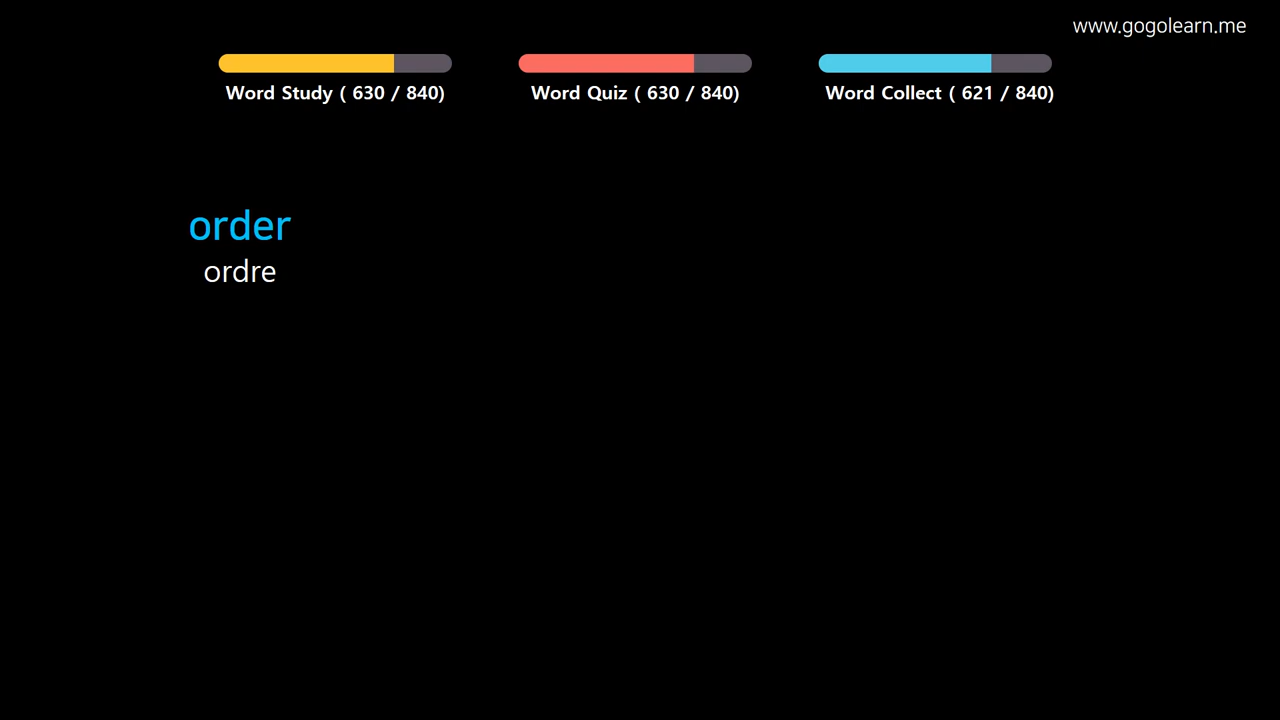 www.gogolearn.me
Word Study ( 630 / 840)
Word Quiz ( 630 / 840)
Word Collect ( 621 / 840)
order
ordre